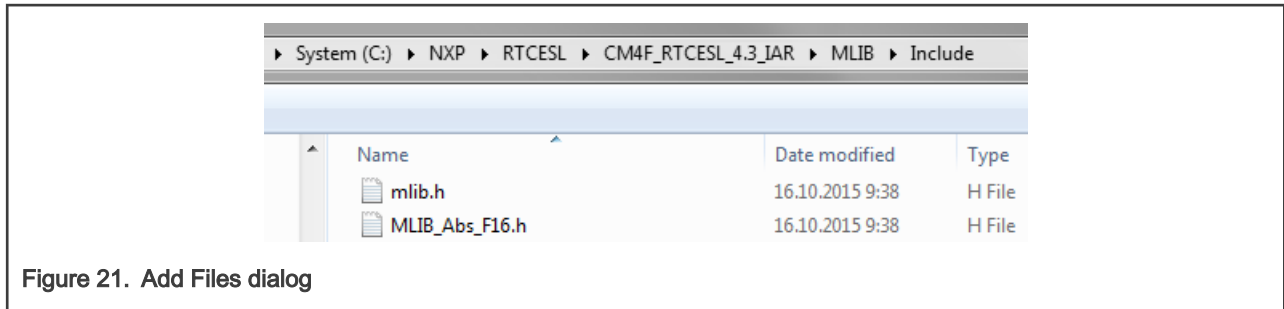 System (C:) ▸ NXP ▸ RTCESL ▸ CM4F_RTCESL_4.3_IAR ▸ MLIB ▸ Include
Name Date modified Type
mlib.h 16.10.2015 9:38 H File
MLIB_Abs_F16.h 16.10.2015 9:38 H File
Figure 21. Add Files dialog